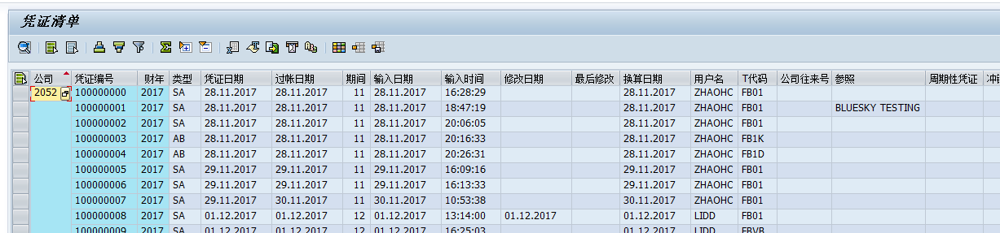 凭证清单
公司 凭证编号 财年 类型 凭证日期 过帐日期 期间 输入日期 输入时间 修改日期 最后修改 换算日期 用户名 T代码 公司往来号 参照 周期性凭证 冲销
2052 100000000 2017 SA 28.11.2017 28.11.2017 11 28.11.2017 16:28:29 28.11.2017 ZHAOHC FB01
100000001 2017 SA 28.11.2017 28.11.2017 11 28.11.2017 18:47:19 28.11.2017 ZHAOHC FB01 BLUESKY TESTING
100000002 2017 SA 28.11.2017 28.11.2017 11 28.11.2017 20:06:05 28.11.2017 ZHAOHC FB01
100000003 2017 AB 28.11.2017 28.11.2017 11 28.11.2017 20:16:33 28.11.2017 ZHAOHC FB1K
100000004 2017 AB 28.11.2017 28.11.2017 11 28.11.2017 20:26:31 28.11.2017 ZHAOHC FB1D
100000005 2017 SA 29.11.2017 29.11.2017 11 29.11.2017 16:09:16 29.11.2017 ZHAOHC FB01
100000006 2017 SA 29.11.2017 29.11.2017 11 29.11.2017 16:13:33 29.11.2017 ZHAOHC FB01
100000007 2017 SA 29.11.2017 30.11.2017 11 30.11.2017 10:53:38 30.11.2017 ZHAOHC FB01
100000008 2017 SA 01.12.2017 01.12.2017 12 01.12.2017 13:14:00 01.12.2017 01.12.2017 LIDD FB01
100000009 2017 SA 01.12.2017 01.12.2017 12 01.12.2017 16:25:03 01.12.2017 LIDD FBVB